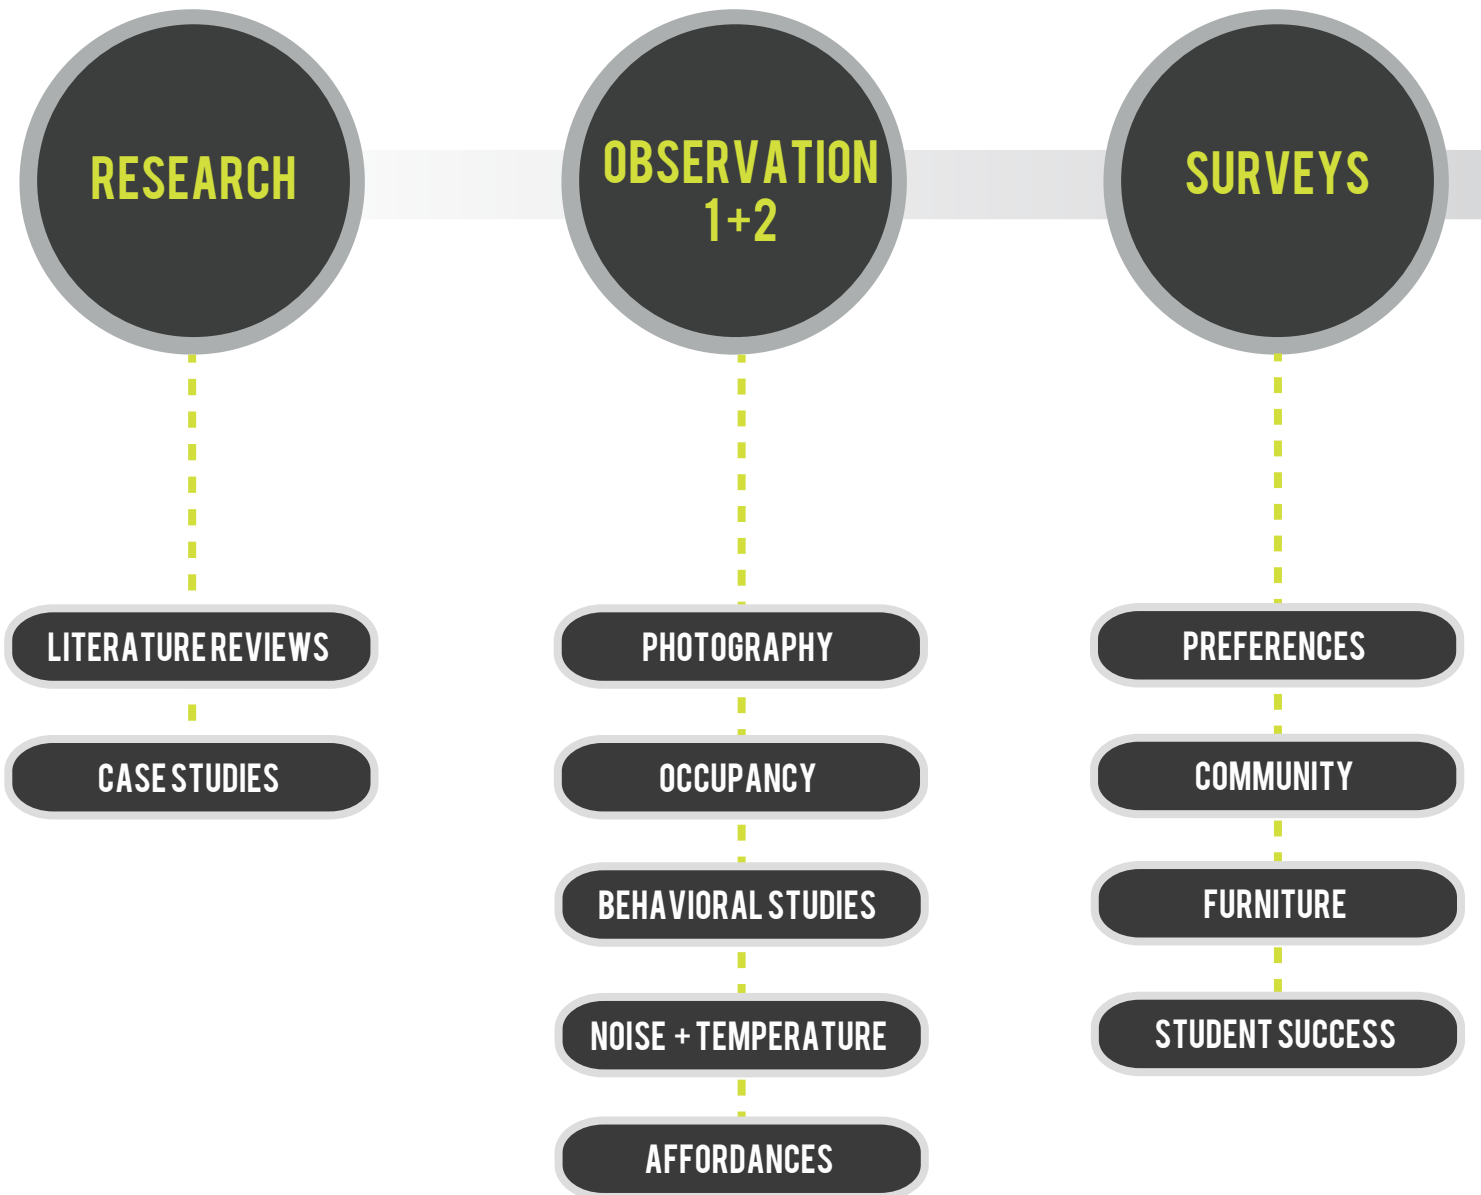 RESEARCH
OBSERVATION
1+2
SURVEYS
LITERATURE REVIEWS
CASE STUDIES
PHOTOGRAPHY
OCCUPANCY
BEHAVIORAL STUDIES
NOISE + TEMPERATURE
AFFORDANCES
PREFERENCES
COMMUNITY
FURNITURE
STUDENT SUCCESS